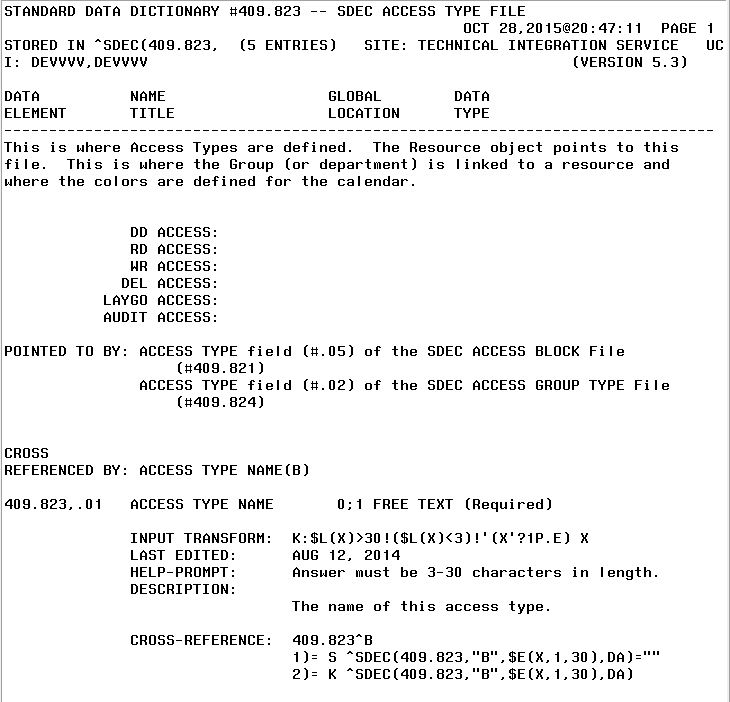 STANDARD DATA DICTIONARY #409.823 -- SDEC ACCESS TYPE FILE
OCT 28,2015@20:47:11  PAGE 1
STORED IN ^SDEC(409.823,  (5 ENTRIES)   SITE: TECHNICAL INTEGRATION SERVICE   UC
I: DEVVVV,DEVVVV                                               (VERSION 5.3)
DATA          NAME                  GLOBAL        DATA
ELEMENT       TITLE                 LOCATION      TYPE
-------------------------------------------------------------------------------
This is where Access Types are defined.  The Resource object points to this
file.  This is where the Group (or department) is linked to a resource and
where the colors are defined for the calendar.
DD ACCESS:
RD ACCESS:
WR ACCESS:
DEL ACCESS:
LAYGO ACCESS:
AUDIT ACCESS:
POINTED TO BY: ACCESS TYPE field (#.05) of the SDEC ACCESS BLOCK File
(#409.821)
ACCESS TYPE field (#.02) of the SDEC ACCESS GROUP TYPE File
(#409.824)
CROSS
REFERENCED BY: ACCESS TYPE NAME(B)
409.823,.01   ACCESS TYPE NAME       0;1 FREE TEXT (Required)
INPUT TRANSFORM:  K:$L(X)>30!($L(X)<3)!'(X'?1P.E) X
LAST EDITED:      AUG 12, 2014
HELP-PROMPT:      Answer must be 3-30 characters in length.
DESCRIPTION:
The name of this access type.
CROSS-REFERENCE:  409.823^B
1)= S ^SDEC(409.823,"B",$E(X,1,30),DA)=""
2)= K ^SDEC(409.823,"B",$E(X,1,30),DA)